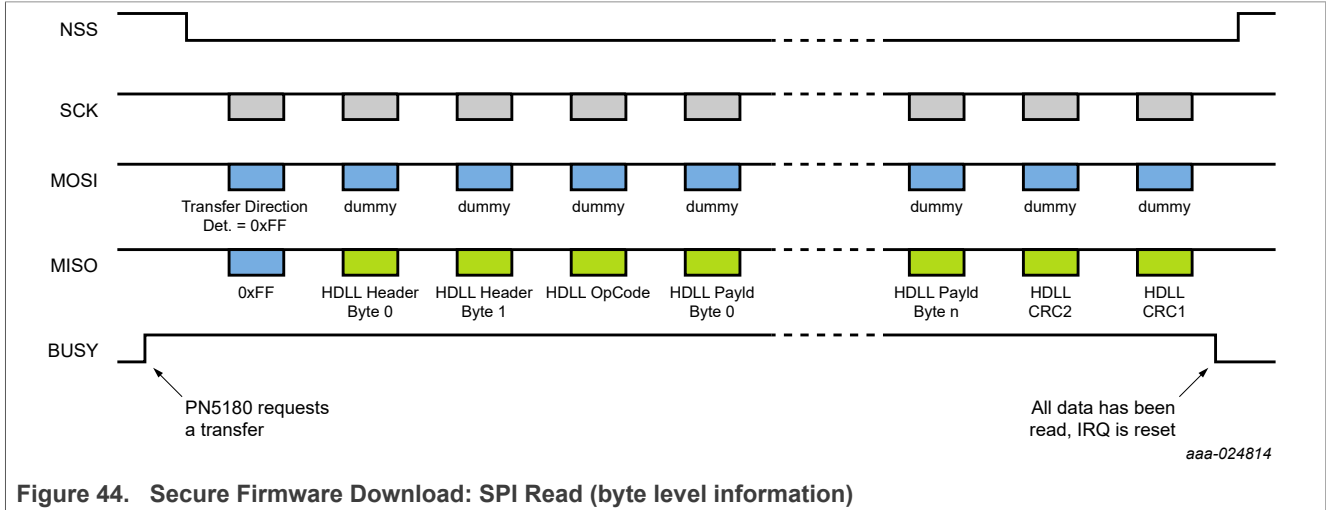 NSS
SCK
MOSI
Transfer Direction
Det. = 0xFF
dummy
dummy
dummy
dummy
dummy
dummy
dummy
MISO
0xFF
HDLL Header
Byte 0
HDLL Header
Byte 1
HDLL OpCode
HDLL Payld
Byte 0
HDLL Payld
Byte n
HDLL
CRC2
HDLL
CRC1
BUSY
PN5180 requests
a transfer
All data has been
read, IRQ is reset
aaa-024814
Figure 44. Secure Firmware Download: SPI Read (byte level information)